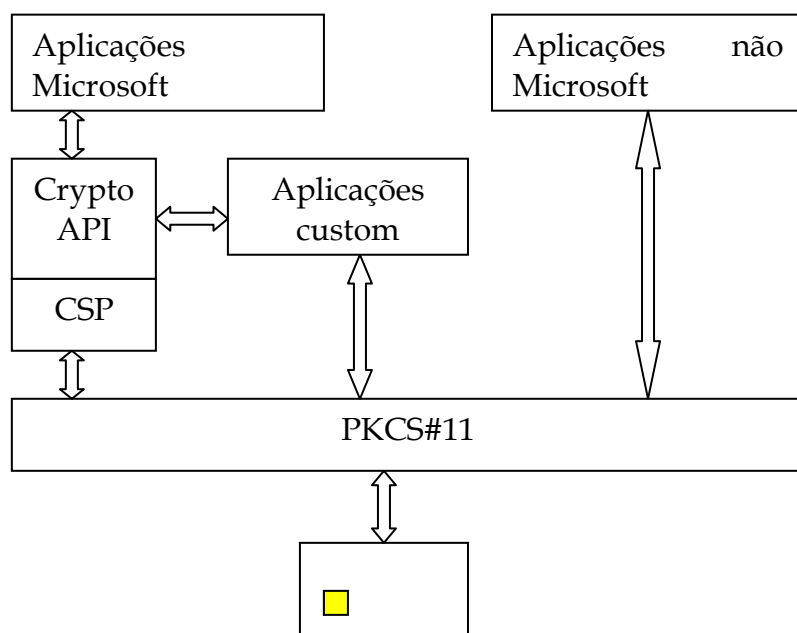 Aplicações
Microsoft
Aplicações não
Microsoft
Crypto
API
Aplicações
custom
CSP
PKCS#11